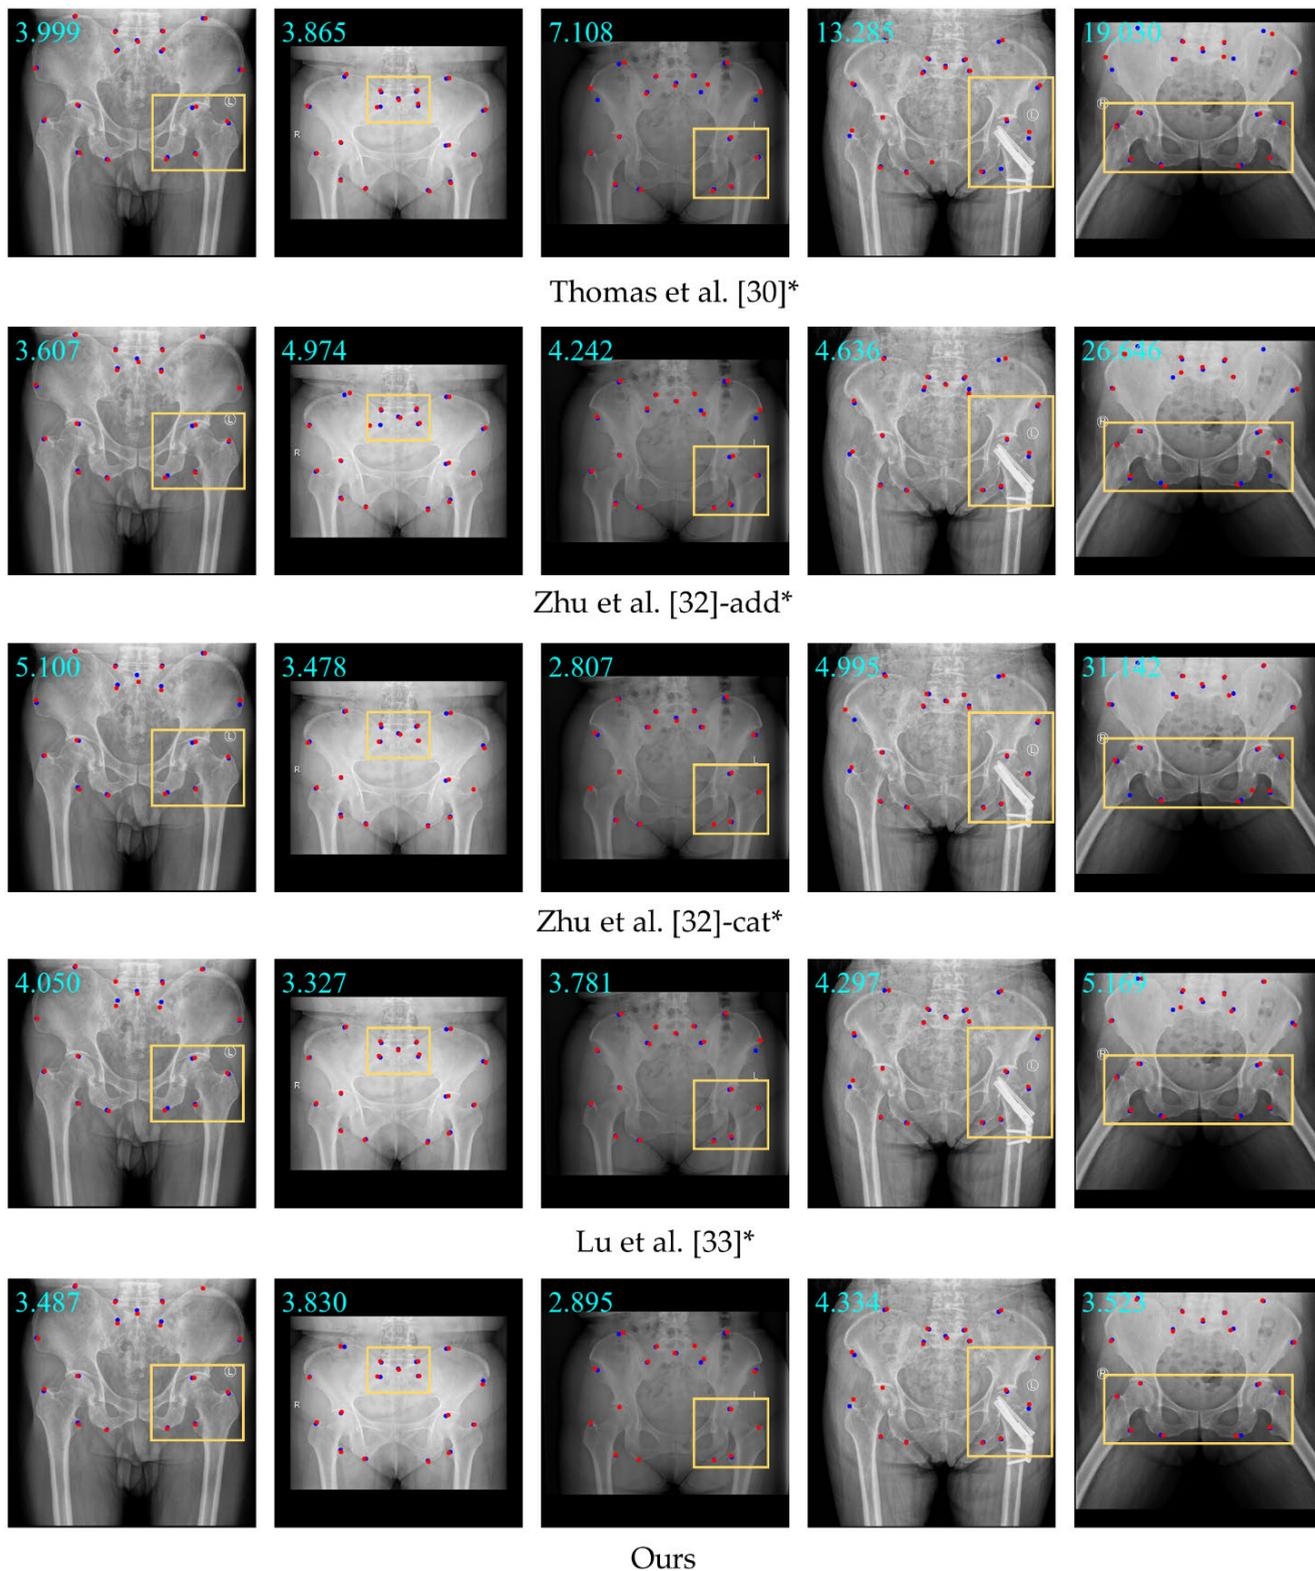 3.999 3.865 7.108 13.285 19.030
L
R
L
L
R
Thomas et al. [30]*
3.607 4.974 4.242 4.636 26.646
L
R
L
L
R
Zhu et al. [32]-add*
5.100 3.478 2.807 4.995 31.142
L
R
L
L
R
Zhu et al. [32]-cat*
4.050 3.327 3.781 4.297 5.169
L
R
L
L
R
Lu et al. [33]*
3.487 3.830 2.895 4.334 3.523
L
R
L
L
R
Ours